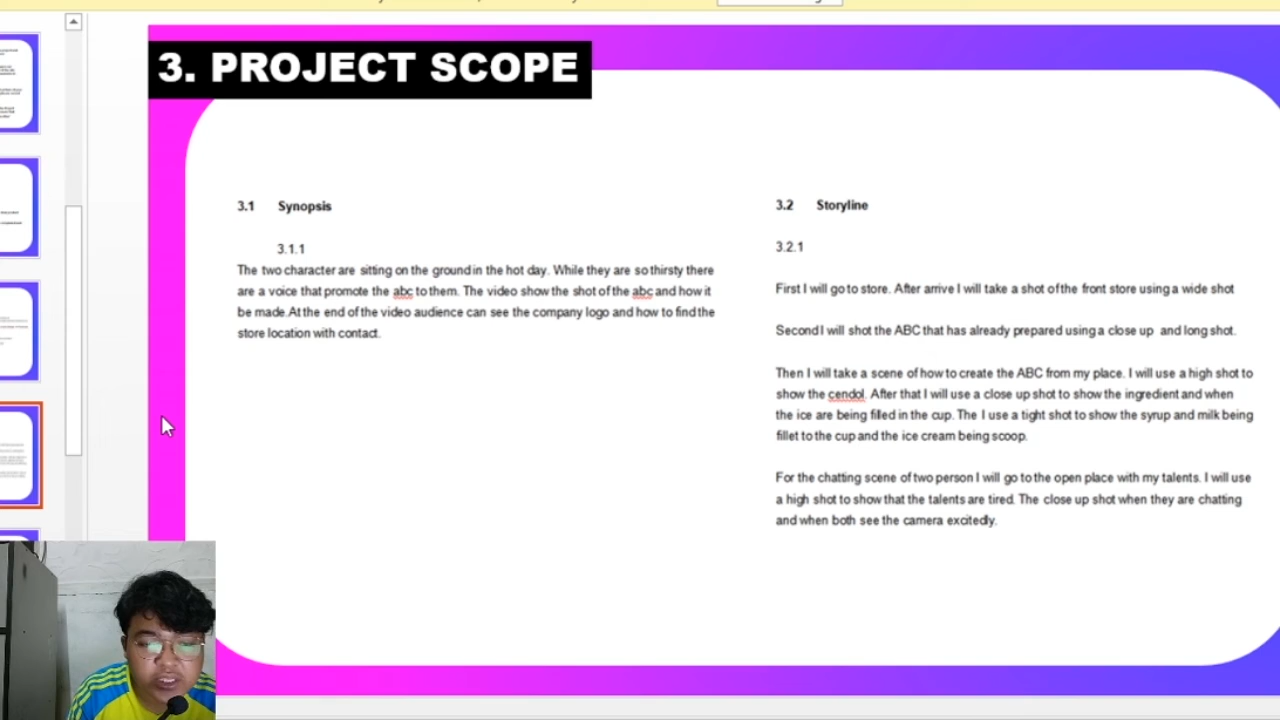 3. PROJECT SCOPE
3.1 Synopsis
3.1.1
The two character are sitting on the ground in the hot day. While they are so thirsty there
are a voice that promote the abc to them. The video show the shot of the abc and how it
be made.At the end of the video audience can see the company logo and how to find the
store location with contact.
3.2 Storyline
3.2.1
First I will go to store. After arrive I will take a shot of the front store using a wide shot
Second I will shot the ABC that has already prepared using a close up and long shot.
Then I will take a scene of how to create the ABC from my place. I will use a high shot to
show the cendol. After that I will use a close up shot to show the ingredient and when
the ice are being filled in the cup. The I use a tight shot to show the syrup and milk being
fillet to the cup and the ice cream being scoop.
For the chatting scene of two person I will go to the open place with my talents. I will use
a high shot to show that the talents are tired. The close up shot when they are chatting
and when both see the camera excitedly.